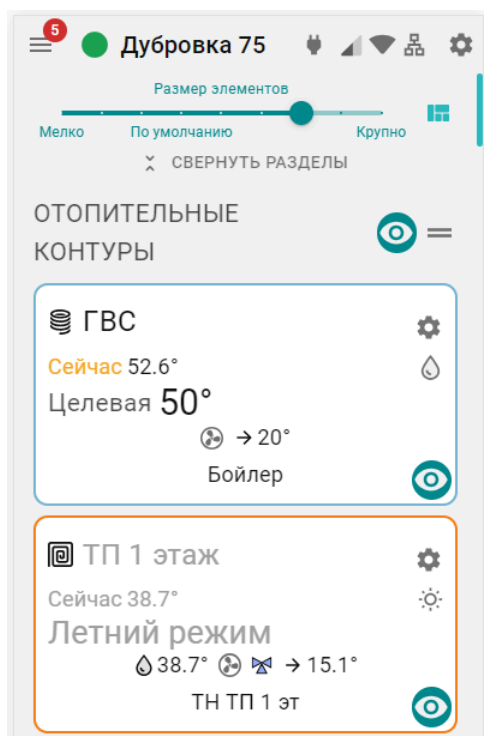 5
Дубровка 75
Размер элементов
Мелко По умолчанию Крупно
СВЕРНУТЬ РАЗДЕЛЫ
ОТОПИТЕЛЬНЫЕ
КОНТУРЫ
ГВС
Сейчас 52.6°
Целевая 50°
→ 20°
Бойлер
ТП 1 этаж
Сейчас 38.7°
Летний режим
38.7° → 15.1°
ТН ТП 1 эт